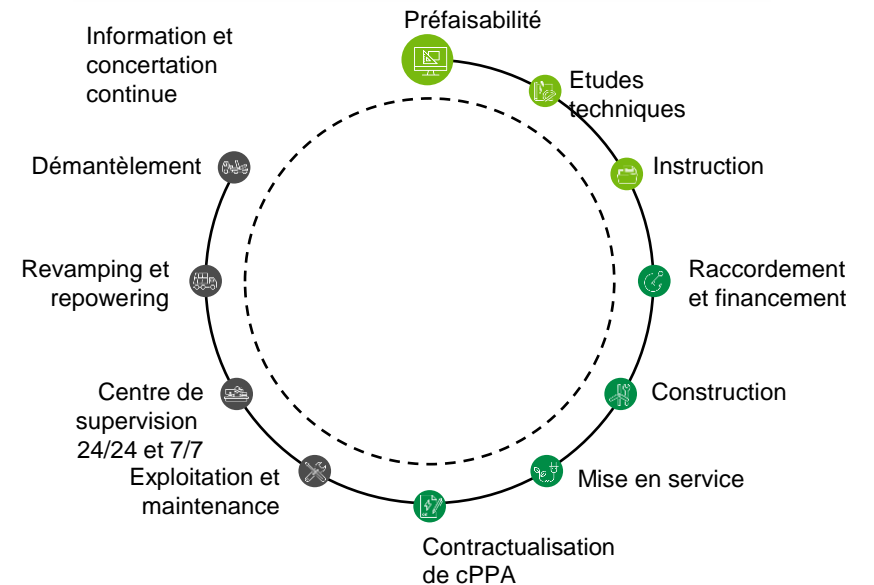 Préfaisabilité
Information et
concertation
continue
Etudes
techniques
Instruction
Raccordement
et financement
Construction
Mise en service
Contractualisation
de cPPA
Exploitation et
maintenance
Centre de
supervision
24/24 et 7/7
Revamping et
repowering
Démantèlement